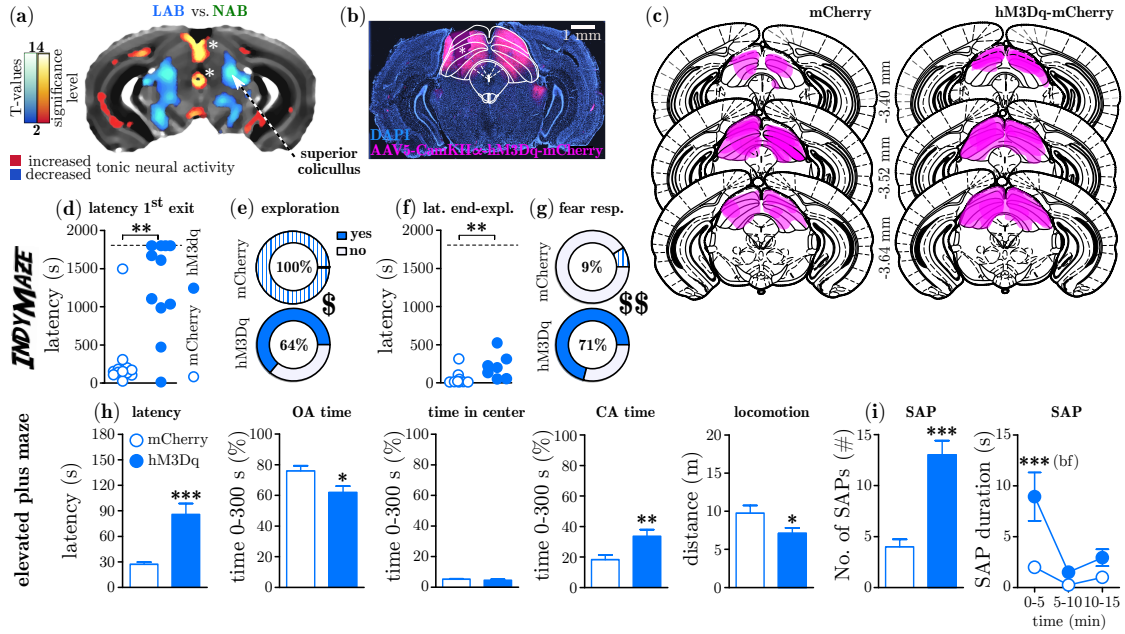 (a) LAB vs. NAB
14
T-values
significance
level
2
increased
decreased
tonic neural activity
superior
colicullus
(b)
1 mm
*
*
*
DAPI
AAV5-CamKIIα-hM3Dq-mCherry
(c) mCherry hM3Dq-mCherry
-3.40 mm
-3.52 mm
-3.64 mm
INDYMAZE
(d) latency 1st exit
**
latency (s)
2000
1500
1000
500
0
hM3dq
mCherry
(e) exploration
yes
no
mCherry
100%
$
hM3Dq
64%
(f) lat. end-expl.
**
latency (s)
2000
1500
1000
500
0
(g) fear resp.
mCherry
9%
$$
hM3Dq
71%
elevated plus maze
(h) latency
mCherry
hM3Dq
***
latency (s)
180
150
120
90
60
30
0
OA time
*
time 0-300 s (%)
100
80
60
40
20
0
time in center
time 0-300 s (%)
100
80
60
40
20
0
CA time
**
time 0-300 s (%)
100
80
60
40
20
0
locomotion
*
distance (m)
20
15
10
5
0
(i) SAP
***
No. of SAPs (#)
15
10
5
0
SAP
*** (bf)
SAP duration (s)
15
10
5
0
0-5 5-10 10-15
time (min)